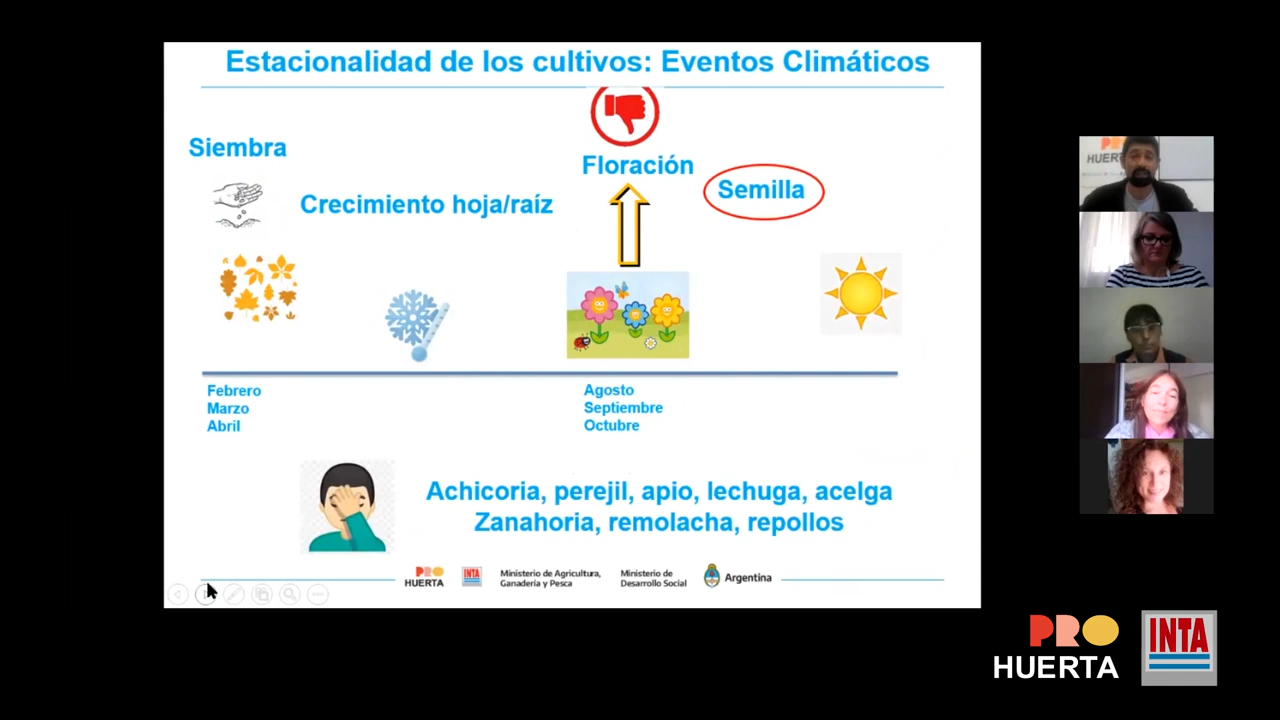 Estacionalidad de los cultivos: Eventos Climáticos
Siembra
Floración
Semilla
Crecimiento hoja/raíz
Febrero
Marzo
Abril
Agosto
Septiembre
Octubre
Achicoria, perejil, apio, lechuga, acelga
Zanahoria, remolacha, repollos
PRO
HUERTA
INTA
Ministerio de Agricultura,
Ganadería y Pesca
Ministerio de
Desarrollo Social
Argentina
PRO
HUERTA
INTA